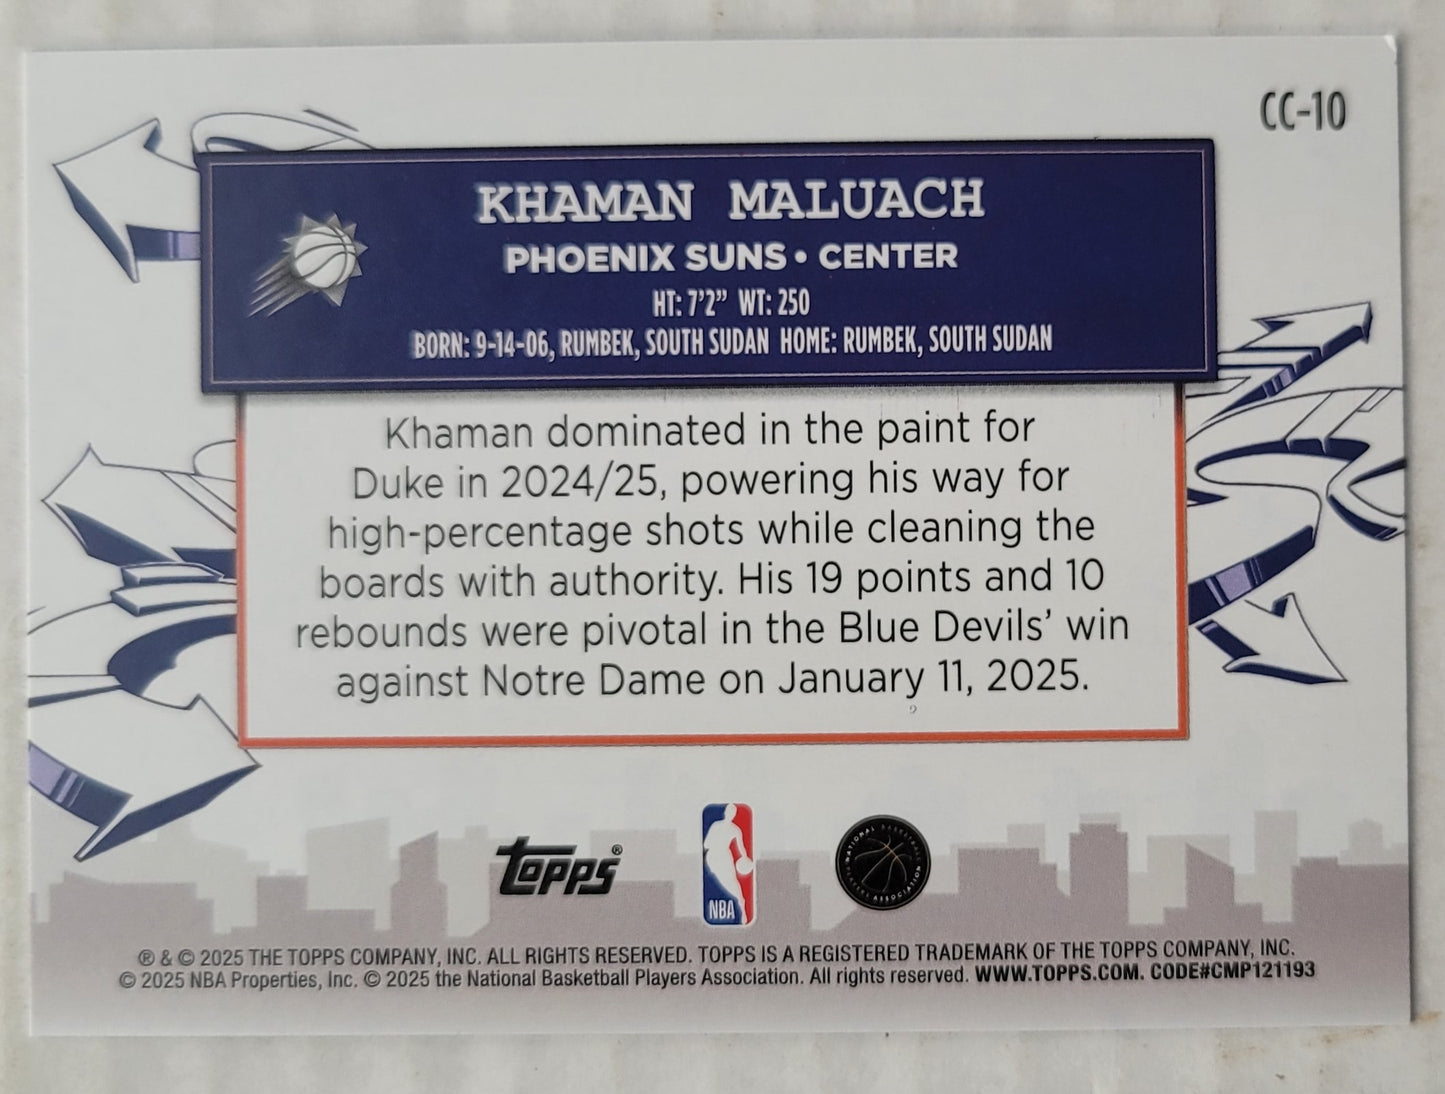 CC-10
KHAMAN MALUACH
PHOENIX SUNS • CENTER
HT: 7'2" WT: 250
BORN: 9-14-06, RUMBEK, SOUTH SUDAN HOME: RUMBEK, SOUTH SUDAN
Khaman dominated in the paint for
Duke in 2024/25, powering his way for
high-percentage shots while cleaning the
boards with authority. His 19 points and 10
rebounds were pivotal in the Blue Devils' win
against Notre Dame on January 11, 2025.
TOPPS®
NBA
NATIONAL BASKETBALL PLAYERS ASSOCIATION
® & © 2025 THE TOPPS COMPANY, INC. ALL RIGHTS RESERVED. TOPPS IS A REGISTERED TRADEMARK OF THE TOPPS COMPANY, INC.
© 2025 NBA Properties, Inc. © 2025 the National Basketball Players Association. All rights reserved. WWW.TOPPS.COM. CODE#CMP121193